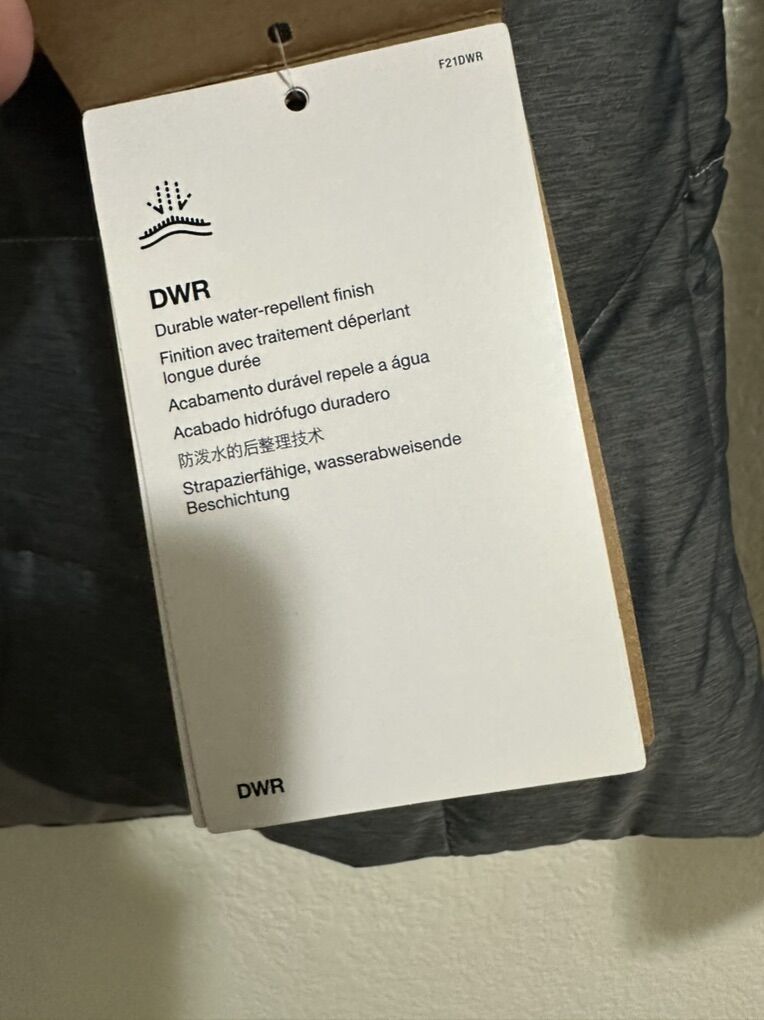 F21DWR
DWR
Durable water-repellent finish
Finition avec traitement déperlant
longue durée
Acabamento durável repele a água
Acabado hidrófugo duradero
防泼水的后整理技术
Strapazierfähige, wasserabweisende
Beschichtung
DWR